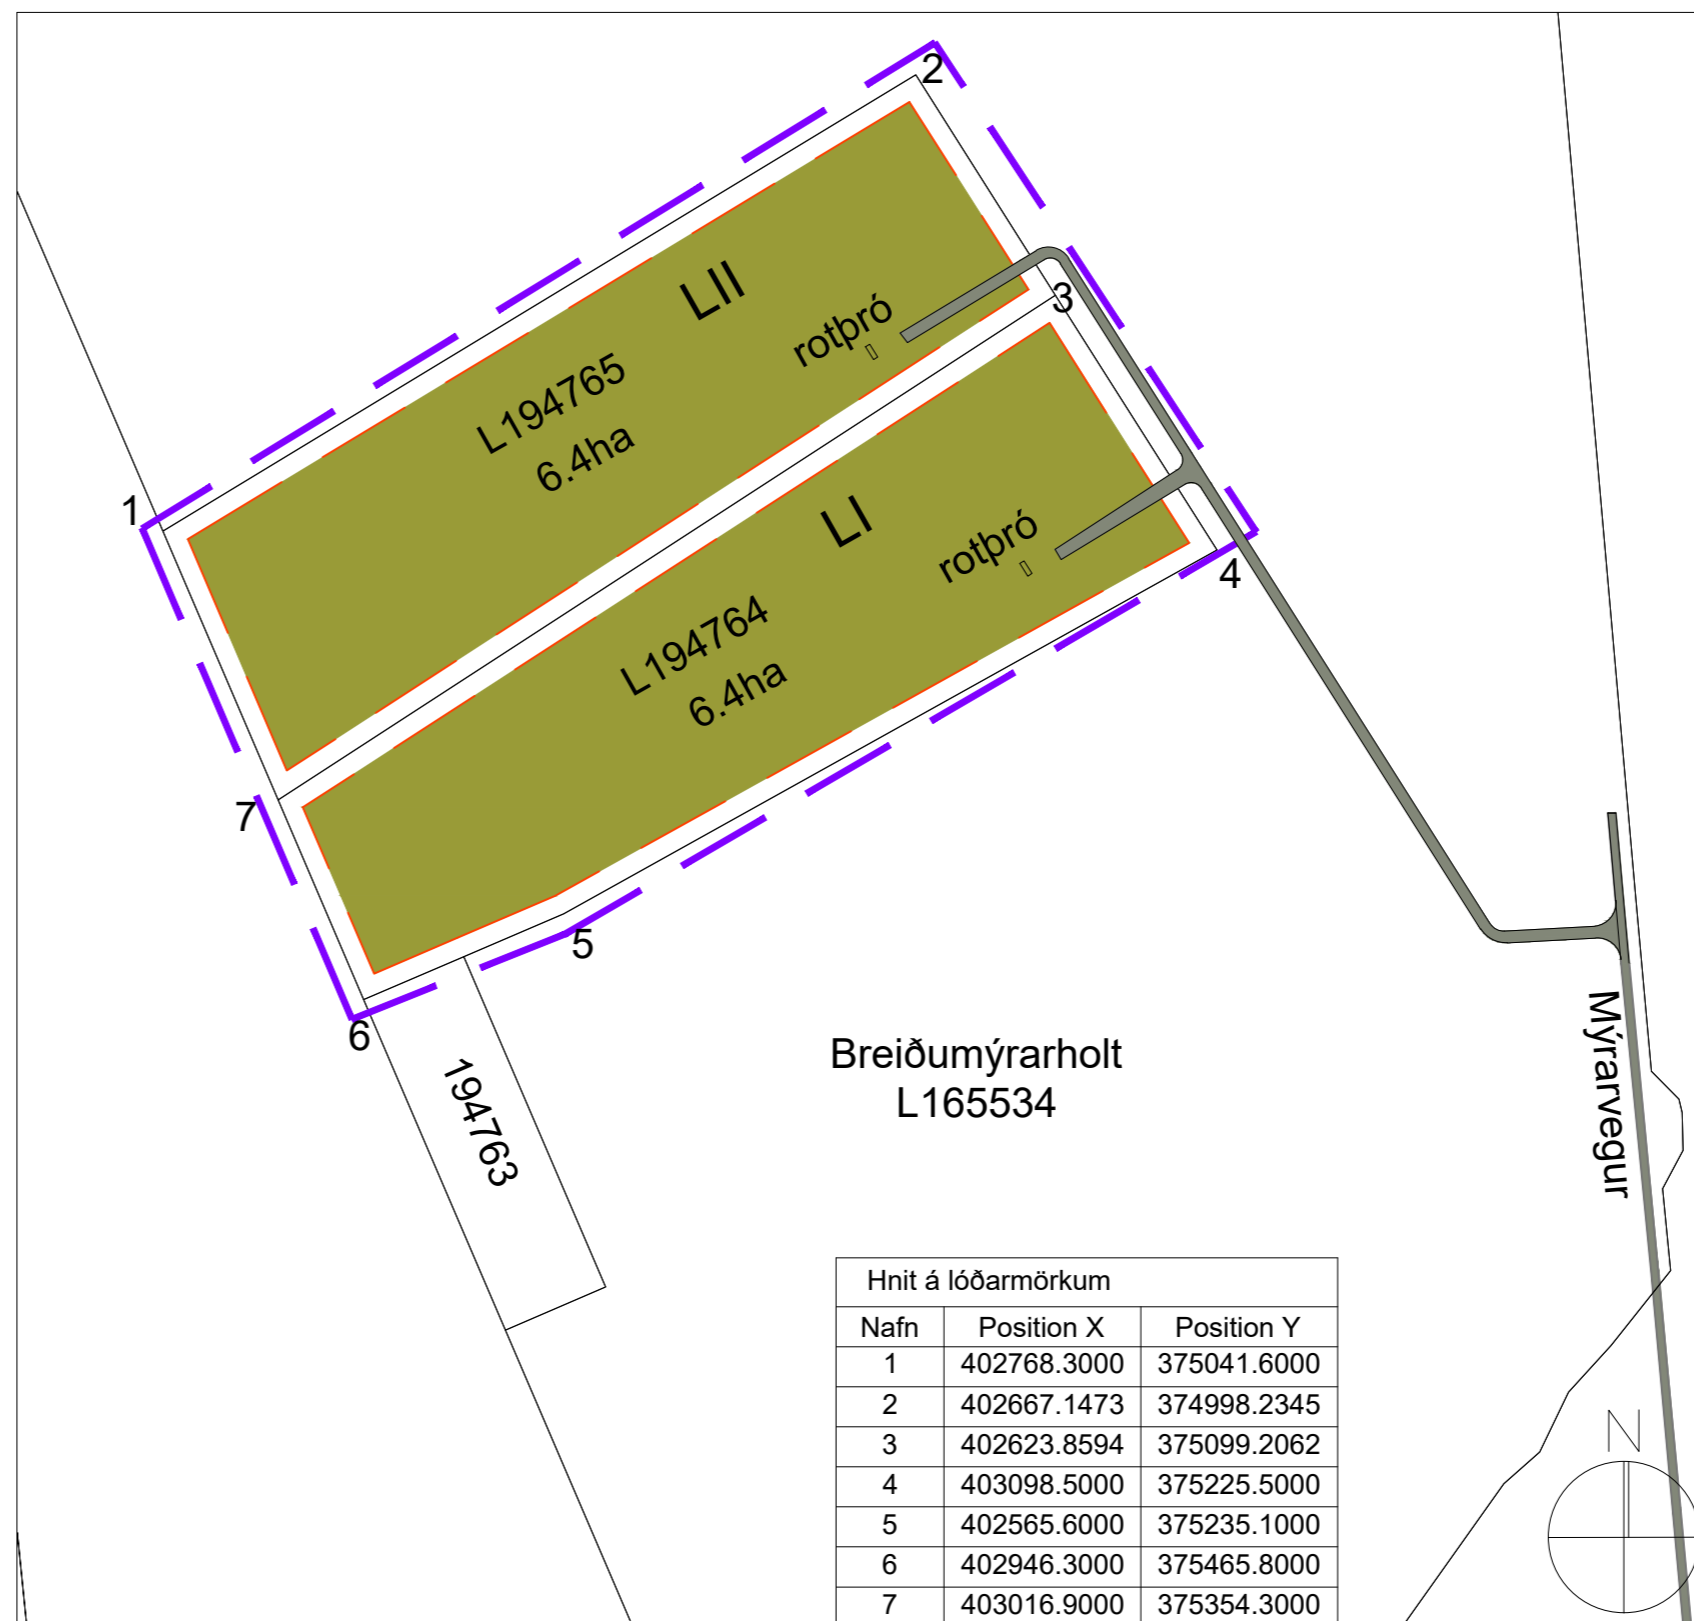 2
LII
rotþró
3
L194765
6.4ha
1
LI
rotþró
4
L194764
6.4ha
7
5
6
194763
Breiðumýrarholt
L165534
Mýrarvegur
Hnit á lóðarmörkum
Nafn Position X Position Y
1 402768.3000 375041.6000
2 402667.1473 374998.2345
3 402623.8594 375099.2062
4 403098.5000 375225.5000
5 402565.6000 375235.1000
6 402946.3000 375465.8000
7 403016.9000 375354.3000
N